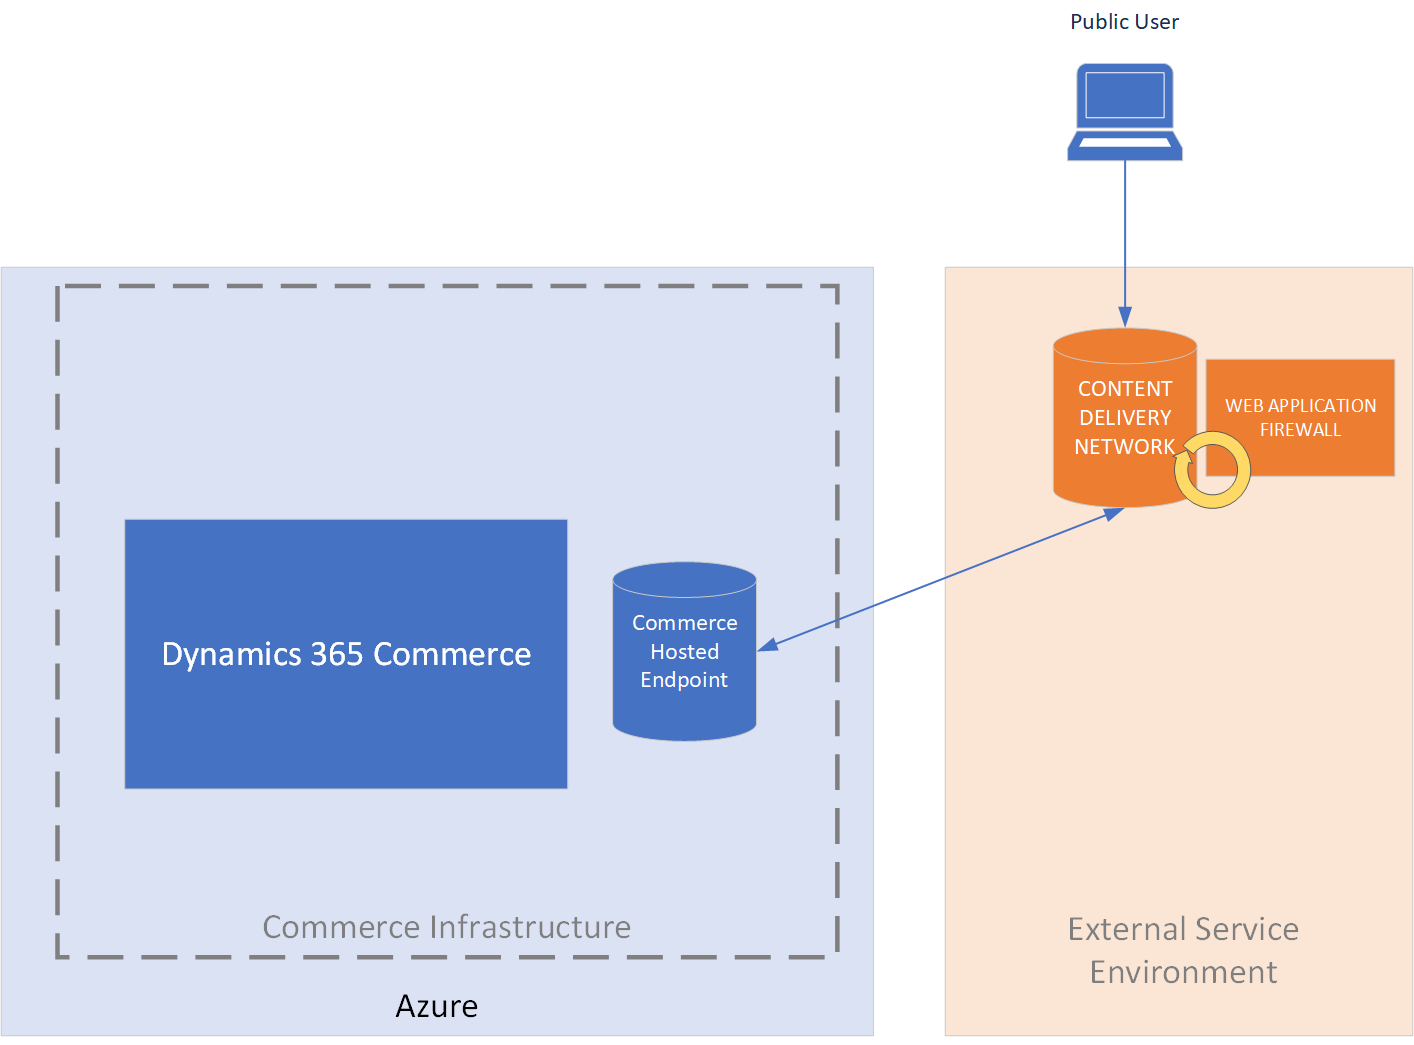 Public User
CONTENT
DELIVERY
NETWORK
WEB APPLICATION
FIREWALL
Dynamics 365 Commerce
Commerce
Hosted
Endpoint
Commerce Infrastructure
Azure
External Service
Environment